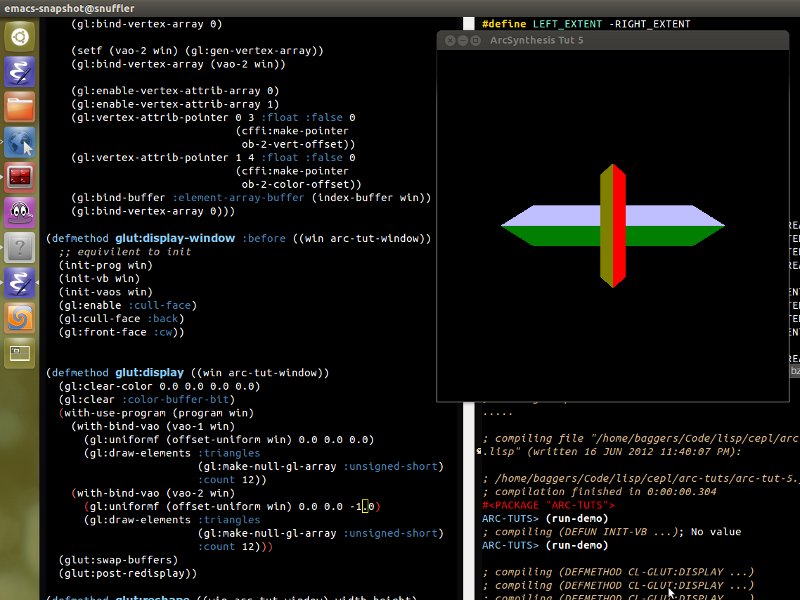 emacs-snapshot@snuffler
(gl:bind-vertex-array 0)
(setf (vao-2 win) (gl:gen-vertex-array))
(gl:bind-vertex-array (vao-2 win))
(gl:enable-vertex-attrib-array 0)
(gl:enable-vertex-attrib-array 1)
(gl:vertex-attrib-pointer 0 3 :float :false 0
(cffi:make-pointer
ob-2-vert-offset))
(gl:vertex-attrib-pointer 1 4 :float :false 0
(cffi:make-pointer
ob-2-color-offset))
(gl:bind-buffer :element-array-buffer (index-buffer win))
(gl:bind-vertex-array 0)))
(defmethod glut:display-window :before ((win arc-tut-window))
;; equivilent to init
(init-prog win)
(init-vb win)
(init-vaos win)
(gl:enable :cull-face)
(gl:cull-face :back)
(gl:front-face :cw))
(defmethod glut:display ((win arc-tut-window))
(gl:clear-color 0.0 0.0 0.0 0.0)
(gl:clear :color-buffer-bit)
(with-use-program (program win)
(with-bind-vao (vao-1 win)
(gl:uniformf (offset-uniform win) 0.0 0.0 0.0)
(gl:draw-elements :triangles
(gl:make-null-gl-array :unsigned-short)
:count 12))
(with-bind-vao (vao-2 win)
(gl:uniformf (offset-uniform win) 0.0 0.0 -1.0)
(gl:draw-elements :triangles
(gl:make-null-gl-array :unsigned-short)
:count 12)))
(glut:swap-buffers)
(glut:post-redisplay))
(defmethod glut:reshape ((win arc-tut-window) width height)
#define LEFT_EXTENT -RIGHT_EXTENT
ArcSynthesis Tut 5
.....
; compiling file "/home/baggers/Code/lisp/cepl/arc
.lisp" (written 16 JUN 2012 11:40:07 PM):
; /home/baggers/Code/lisp/cepl/arc-tuts/arc-tut-5.
; compilation finished in 0:00:00.304
#<PACKAGE "ARC-TUTS">
ARC-TUTS> (run-demo)
; compiling (DEFUN INIT-VB ...); No value
ARC-TUTS> (run-demo)
; compiling (DEFMETHOD CL-GLUT:DISPLAY ...)
; compiling (DEFMETHOD CL-GLUT:DISPLAY ...)
; compiling (DEFMETHOD CL-GLUT:DISPLAY ...)